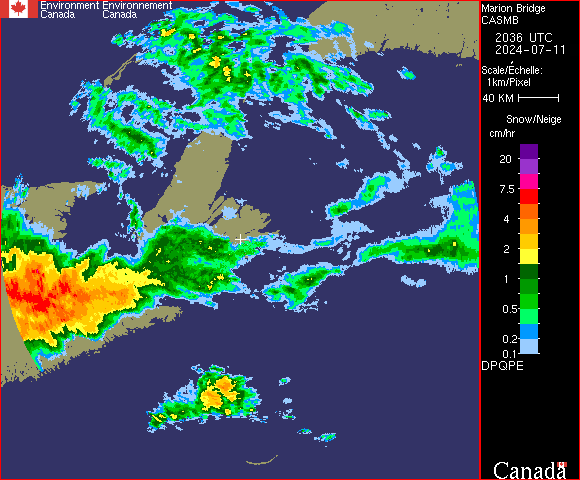 Environment Environnement
Canada Canada
Marion Bridge
CASMB
2036 UTC
2024-07-11
Scale/Échelle:
1km/Pixel
40 KM
Snow/Neige
cm/hr
20
7.5
4
2
1
0.5
0.2
0.1
DPQPE
Canada